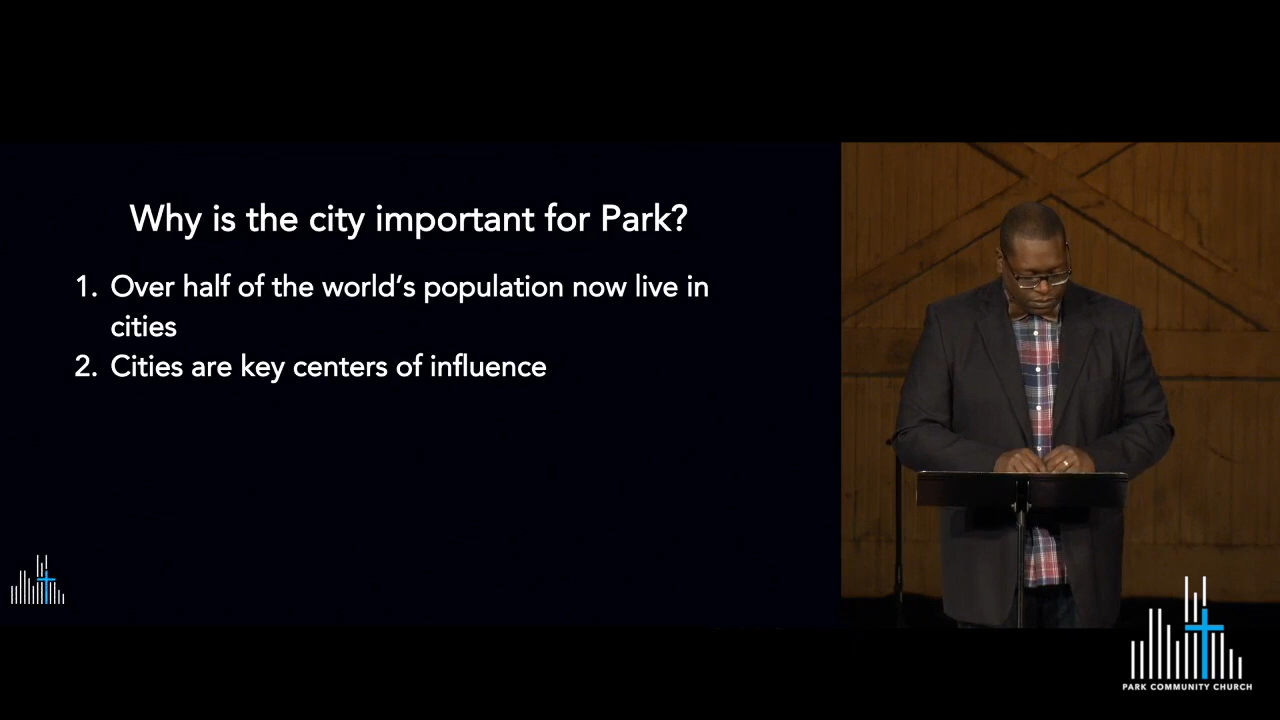 Why is the city important for Park?
1. Over half of the world’s population now live in
cities
2. Cities are key centers of influence
PARK COMMUNITY CHURCH